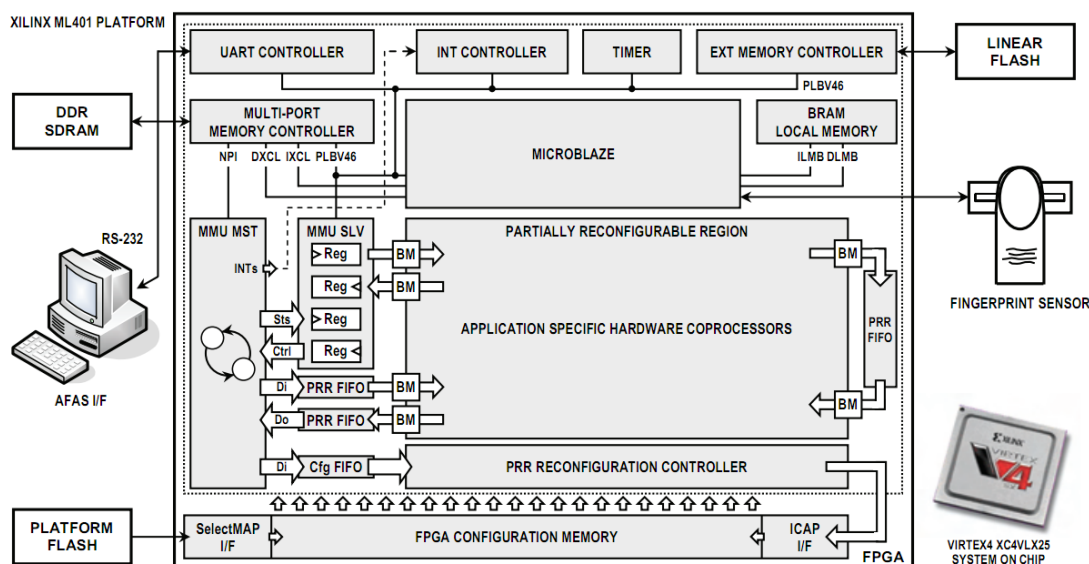 XILINX ML401 PLATFORM
UART CONTROLLER
INT CONTROLLER
TIMER
EXT MEMORY CONTROLLER
LINEAR
FLASH
PLBV46
DDR
SDRAM
MULTI-PORT
MEMORY CONTROLLER
NPI DXCL IXCL PLBV46
MICROBLAZE
BRAM
LOCAL MEMORY
ILMB DLMB
RS-232
AFAS I/F
MMU MST
INTs
MMU SLV
Reg
Reg
Reg
Reg
Sts
Ctrl
Di
PRR FIFO
Do
PRR FIFO
Di
Cfg FIFO
BM
BM
BM
BM
PARTIALLY RECONFIGURABLE REGION
APPLICATION SPECIFIC HARDWARE COPROCESSORS
BM
PRR
FIFO
BM
FINGERPRINT SENSOR
PRR RECONFIGURATION CONTROLLER
PLATFORM
FLASH
SelectMAP
I/F
FPGA CONFIGURATION MEMORY
ICAP
I/F
FPGA
XILINX
VIRTEX
4
VIRTEX4 XC4VLX25
SYSTEM ON CHIP